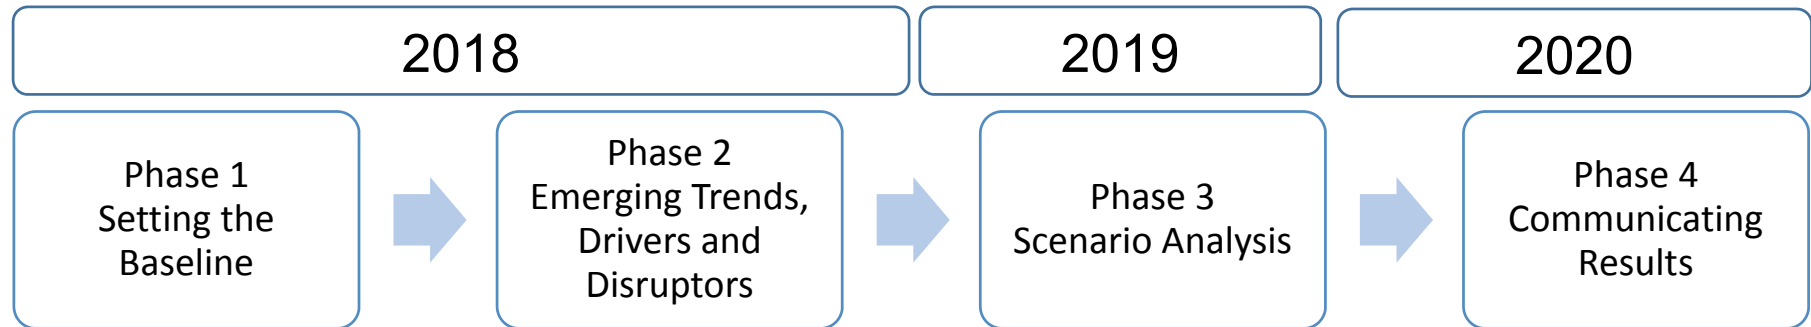 2018
2019
2020
Phase 1
Setting the
Baseline
Phase 2
Emerging Trends,
Drivers and
Disruptors
Phase 3
Scenario Analysis
Phase 4
Communicating
Results